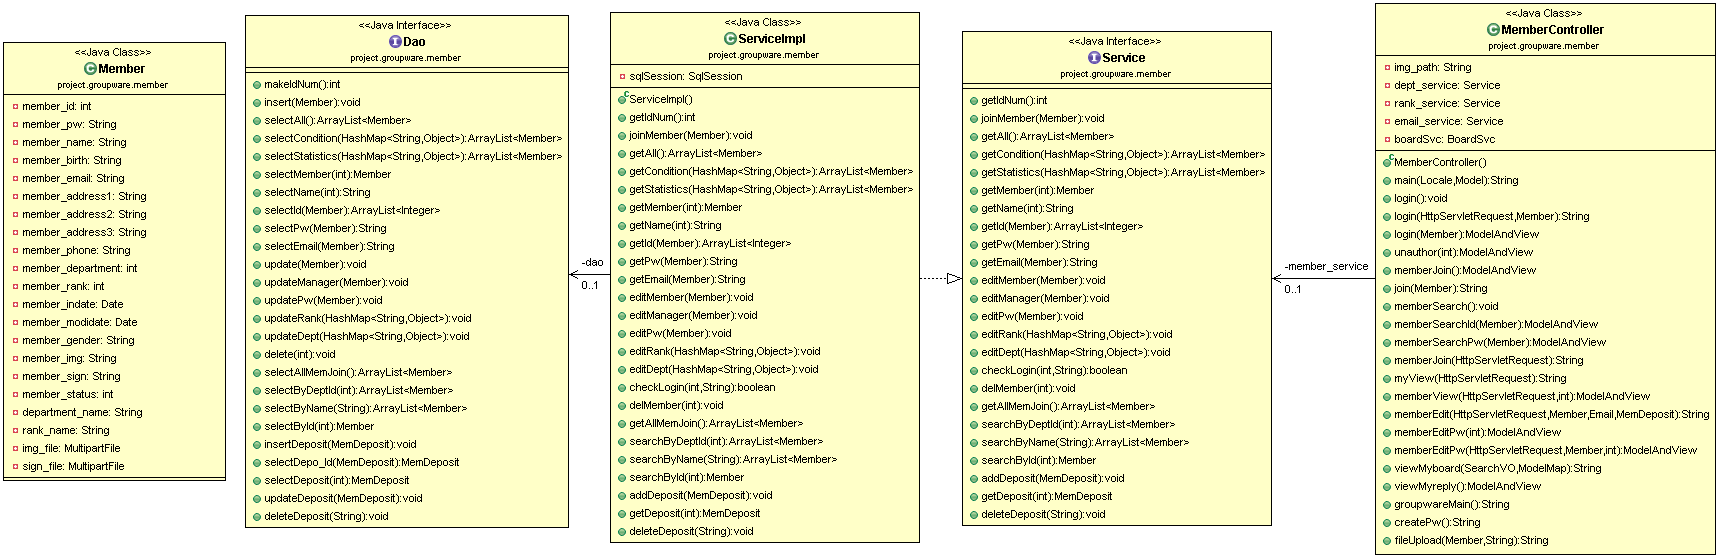 <<Java Class>>
Member
project.groupware.member
member_id: int
member_pw: String
member_name: String
member_birth: String
member_email: String
member_address1: String
member_address2: String
member_address3: String
member_phone: String
member_department: int
member_rank: int
member_indate: Date
member_modidate: Date
member_gender: String
member_img: String
member_sign: String
member_status: int
department_name: String
rank_name: String
img_file: MultipartFile
sign_file: MultipartFile
<<Java Interface>>
Dao
project.groupware.member
makeIdNum():int
insert(Member):void
selectAll():ArrayList<Member>
selectCondition(HashMap<String,Object>):ArrayList<Member>
selectStatistics(HashMap<String,Object>):ArrayList<Member>
selectMember(int):Member
selectName(int):String
selectId(Member):ArrayList<Integer>
selectPw(Member):String
selectEmail(Member):String
update(Member):void
updateManager(Member):void
updatePw(Member):void
updateRank(HashMap<String,Object>):void
updateDept(HashMap<String,Object>):void
delete(int):void
selectAllMemJoin():ArrayList<Member>
selectByDeptId(int):ArrayList<Member>
selectByName(String):ArrayList<Member>
selectById(int):Member
insertDeposit(MemDeposit):void
selectDepo_Id(MemDeposit):MemDeposit
selectDeposit(int):MemDeposit
updateDeposit(MemDeposit):void
deleteDeposit(String):void
-dao
0..1
<<Java Class>>
ServiceImpl
project.groupware.member
sqlSession: SqlSession
ServiceImpl()
getIdNum():int
joinMember(Member):void
getAll():ArrayList<Member>
getCondition(HashMap<String,Object>):ArrayList<Member>
getStatistics(HashMap<String,Object>):ArrayList<Member>
getMember(int):Member
getName(int):String
getId(Member):ArrayList<Integer>
getPw(Member):String
getEmail(Member):String
editMember(Member):void
editManager(Member):void
editPw(Member):void
editRank(HashMap<String,Object>):void
editDept(HashMap<String,Object>):void
checkLogin(int,String):boolean
delMember(int):void
getAllMemJoin():ArrayList<Member>
searchByDeptId(int):ArrayList<Member>
searchByName(String):ArrayList<Member>
searchById(int):Member
addDeposit(MemDeposit):void
getDeposit(int):MemDeposit
deleteDeposit(String):void
<<Java Interface>>
Service
project.groupware.member
getIdNum():int
joinMember(Member):void
getAll():ArrayList<Member>
getCondition(HashMap<String,Object>):ArrayList<Member>
getStatistics(HashMap<String,Object>):ArrayList<Member>
getMember(int):Member
getName(int):String
getId(Member):ArrayList<Integer>
getPw(Member):String
getEmail(Member):String
editMember(Member):void
editManager(Member):void
editPw(Member):void
editRank(HashMap<String,Object>):void
editDept(HashMap<String,Object>):void
checkLogin(int,String):boolean
delMember(int):void
getAllMemJoin():ArrayList<Member>
searchByDeptId(int):ArrayList<Member>
searchByName(String):ArrayList<Member>
searchById(int):Member
addDeposit(MemDeposit):void
getDeposit(int):MemDeposit
deleteDeposit(String):void
-member_service
0..1
<<Java Class>>
MemberController
project.groupware.member
img_path: String
dept_service: Service
rank_service: Service
email_service: Service
boardSvc: BoardSvc
MemberController()
main(Locale,Model):String
login():void
login(HttpServletRequest,Member):String
login(Member):ModelAndView
unauthor(int):ModelAndView
memberJoin():ModelAndView
join(Member):String
memberSearch():void
memberSearchId(Member):ModelAndView
memberSearchPw(Member):ModelAndView
memberJoin(HttpServletRequest):String
myView(HttpServletRequest):String
memberView(HttpServletRequest,int):ModelAndView
memberEdit(HttpServletRequest,Member,Email,MemDeposit):String
memberEditPw(int):ModelAndView
memberEditPw(HttpServletRequest,Member,int):ModelAndView
viewMyboard(SearchVO,ModelMap):String
viewMyreply():ModelAndView
groupwareMain():String
createPw():String
fileUpload(Member,String):String